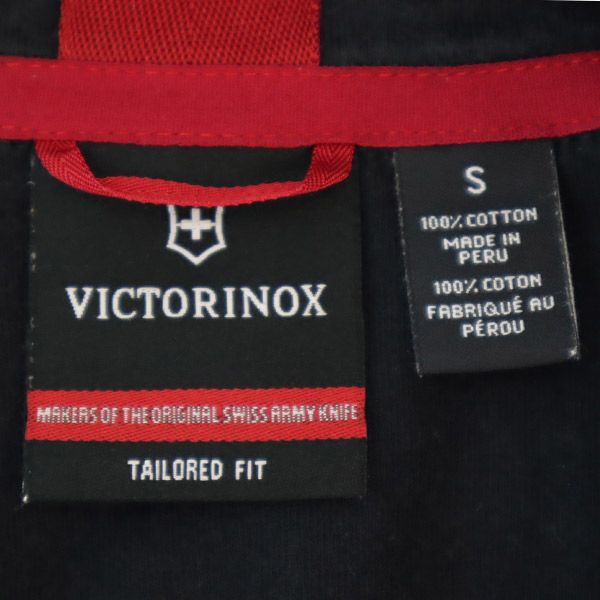 VICTORINOX
MAKERS OF THE ORIGINAL SWISS ARMY KNIFE
TAILORED FIT
S
100% COTTON
MADE IN
PERU
100% COTON
FABRIQUÉ AU
PÉROU